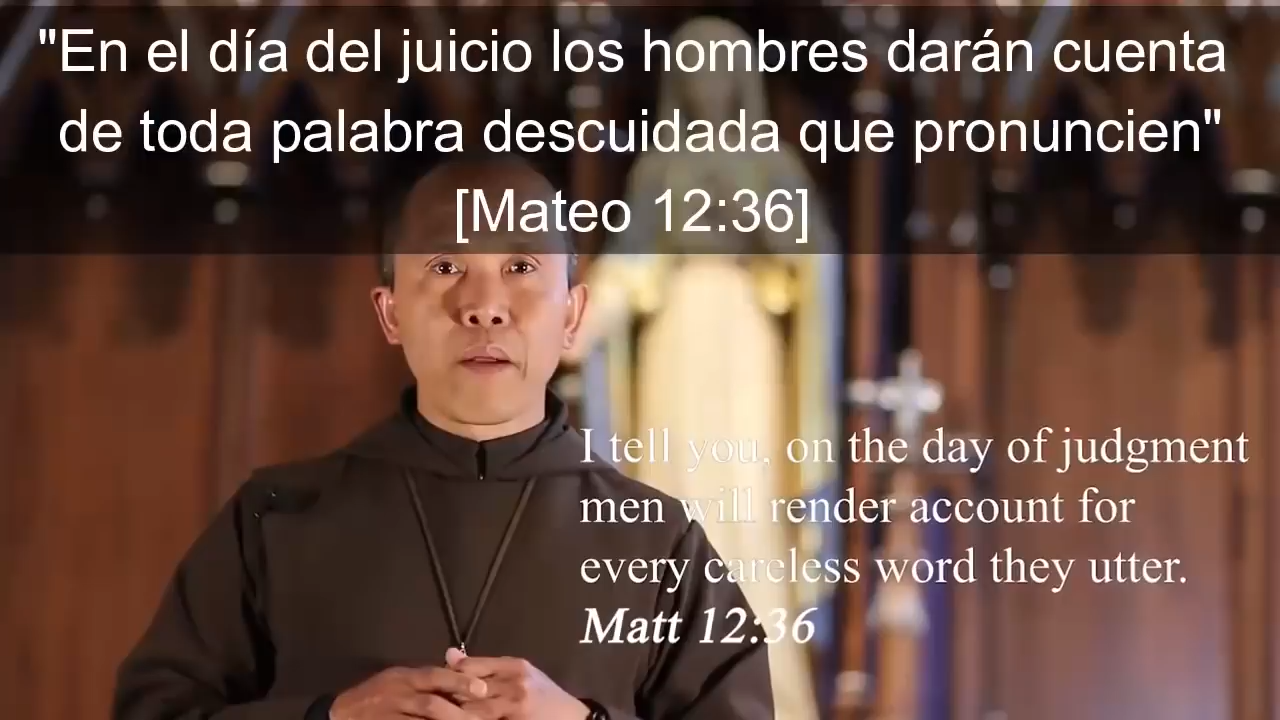 "En el día del juicio los hombres darán cuenta
de toda palabra descuidada que pronuncien"
[Mateo 12:36]
I tell you, on the day of judgment
men will render account for
every careless word they utter.
Matt 12:36